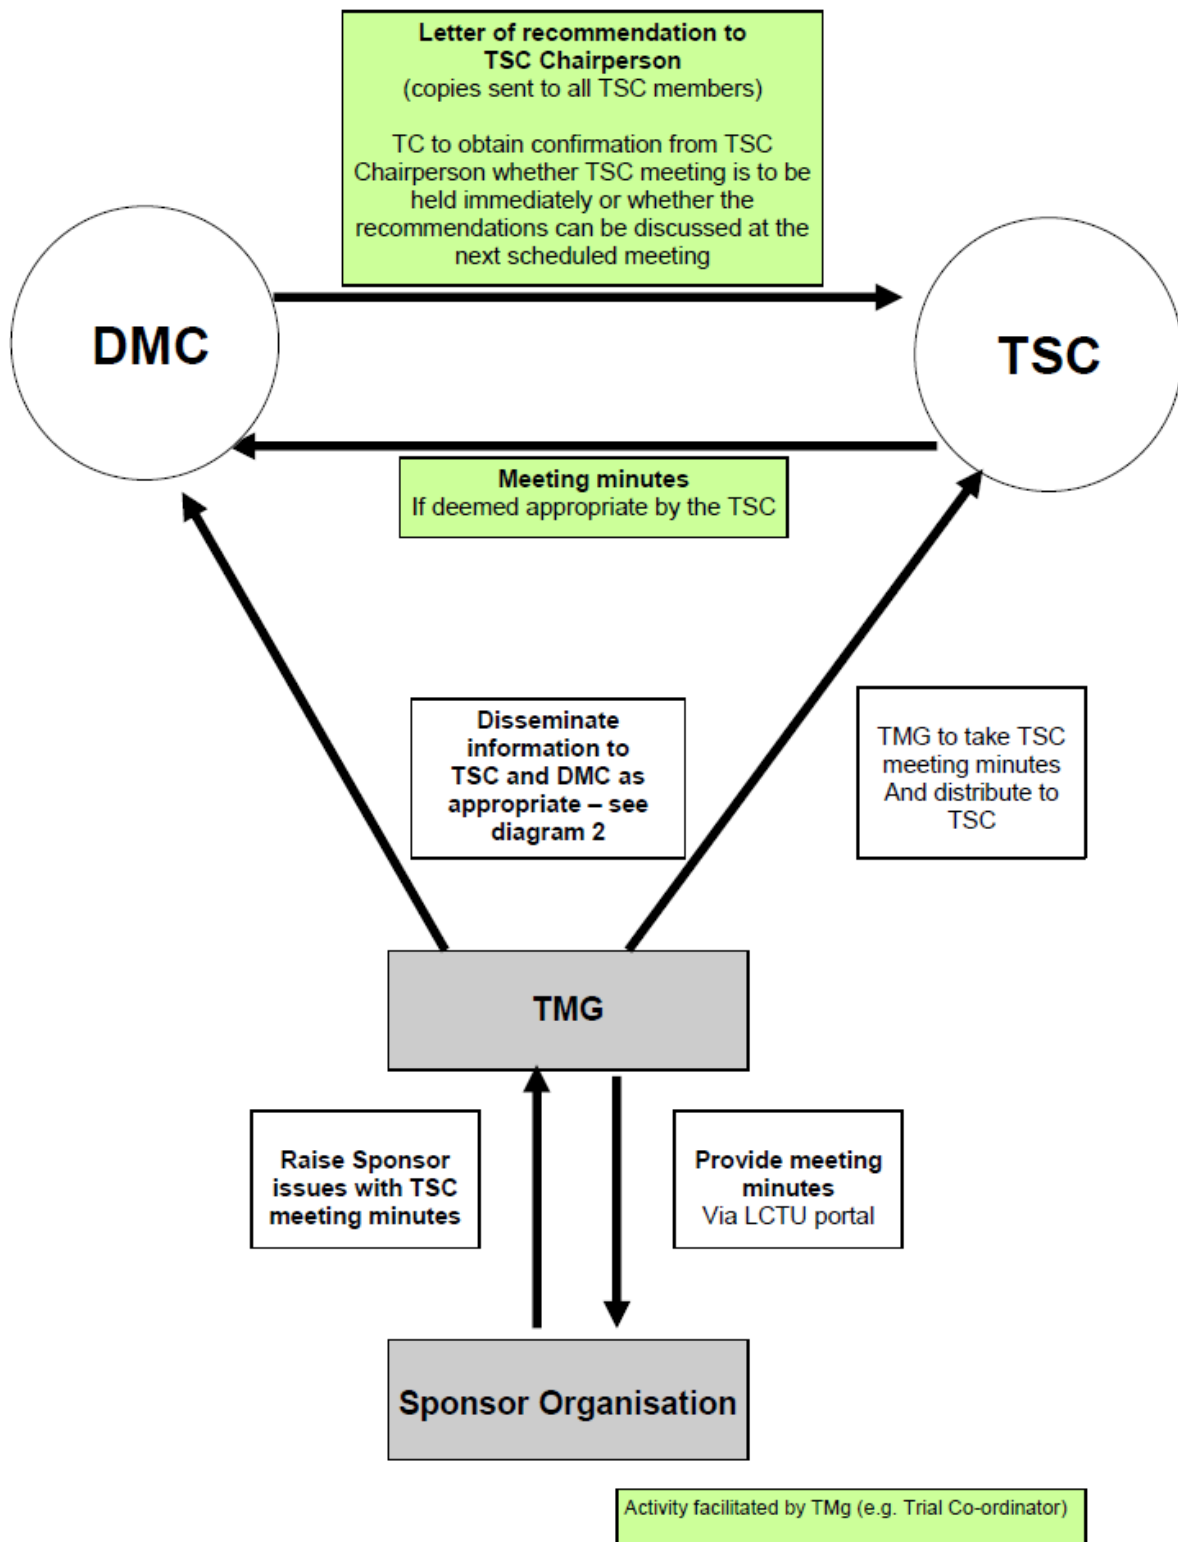 Letter of recommendation to
TSC Chairperson
(copies sent to all TSC members)
TC to obtain confirmation from TSC
Chairperson whether TSC meeting is to be
held immediately or whether the
recommendations can be discussed at the
next scheduled meeting
DMC
TSC
Meeting minutes
If deemed appropriate by the TSC
Disseminate
information to
TSC and DMC as
appropriate – see
diagram 2
TMG to take TSC
meeting minutes
And distribute to
TSC
TMG
Raise Sponsor
issues with TSC
meeting minutes
Provide meeting
minutes
Via LCTU portal
Sponsor Organisation
Activity facilitated by TMg (e.g. Trial Co-ordinator)